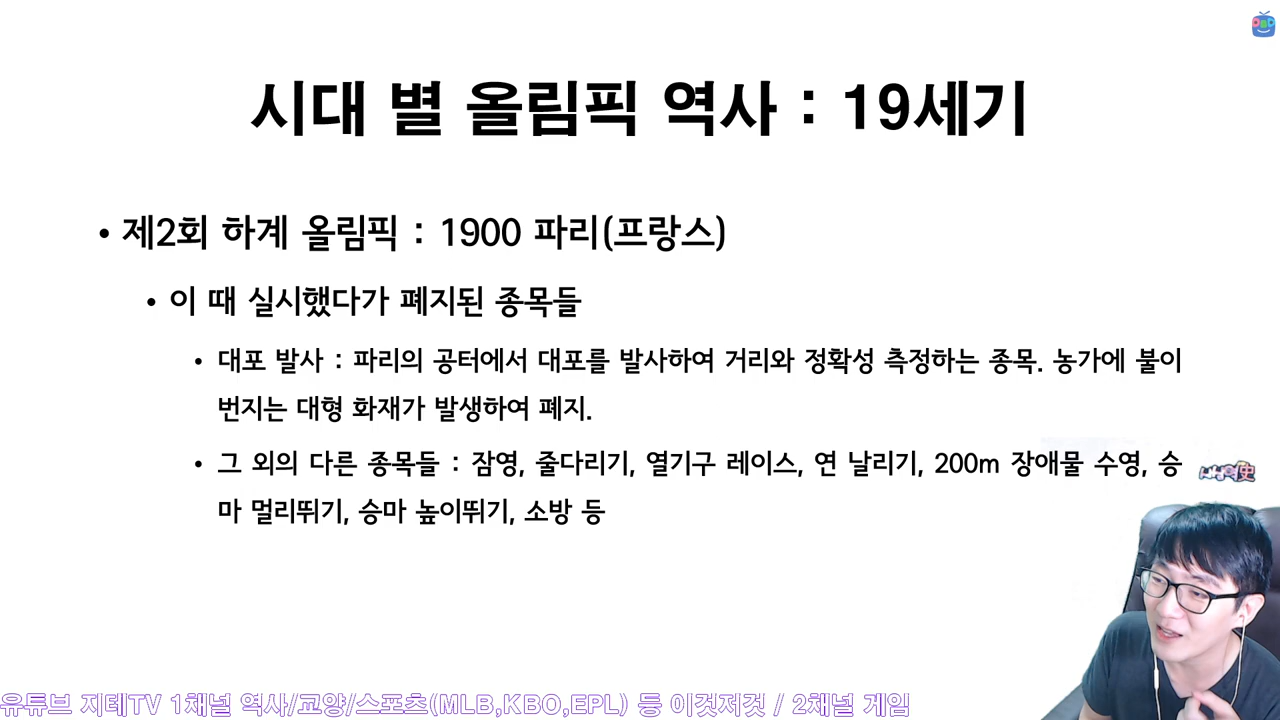 시대 별 올림픽 역사 : 19세기
• 제2회 하계 올림픽 : 1900 파리(프랑스)
• 이 때 실시했다가 폐지된 종목들
• 대포 발사 : 파리의 공터에서 대포를 발사하여 거리와 정확성 측정하는 종목. 농가에 불이
번지는 대형 화재가 발생하여 폐지.
• 그 외의 다른 종목들 : 잠영, 줄다리기, 열기구 레이스, 연 날리기, 200m 장애물 수영, 승
마 멀리뛰기, 승마 높이뛰기, 소방 등
유튜브 지테TV 1채널 역사/교양/스포츠(MLB,KBO,EPL) 등 이것저것 / 2채널 게임